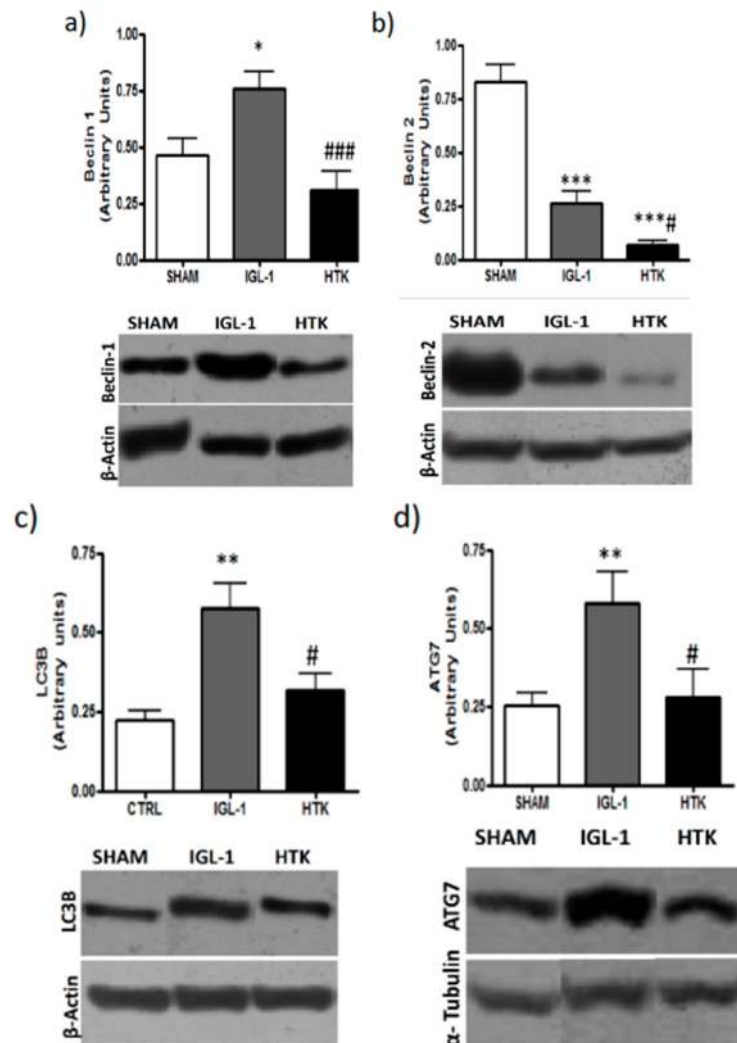 a)
Beclin 1
(Arbitrary Units)
1.00
0.75
0.50
0.25
0.00
*
###
SHAM IGL-1 HTK
SHAM IGL-1 HTK
Beclin-1
β-Actin
b)
Beclin 2
(Arbitrary Units)
1.00
0.75
0.50
0.25
0.00
***
***#
SHAM IGL-1 HTK
SHAM IGL-1 HTK
Beclin-2
β-Actin
c)
LC3B
(Arbitrary units)
0.75
0.50
0.25
0.00
**
#
CTRL IGL-1 HTK
SHAM IGL-1 HTK
LC3B
β-Actin
d)
ATG7
(Arbitrary Units)
0.75
0.50
0.25
0.00
**
#
SHAM IGL-1 HTK
SHAM IGL-1 HTK
ATG7
α- Tubulin